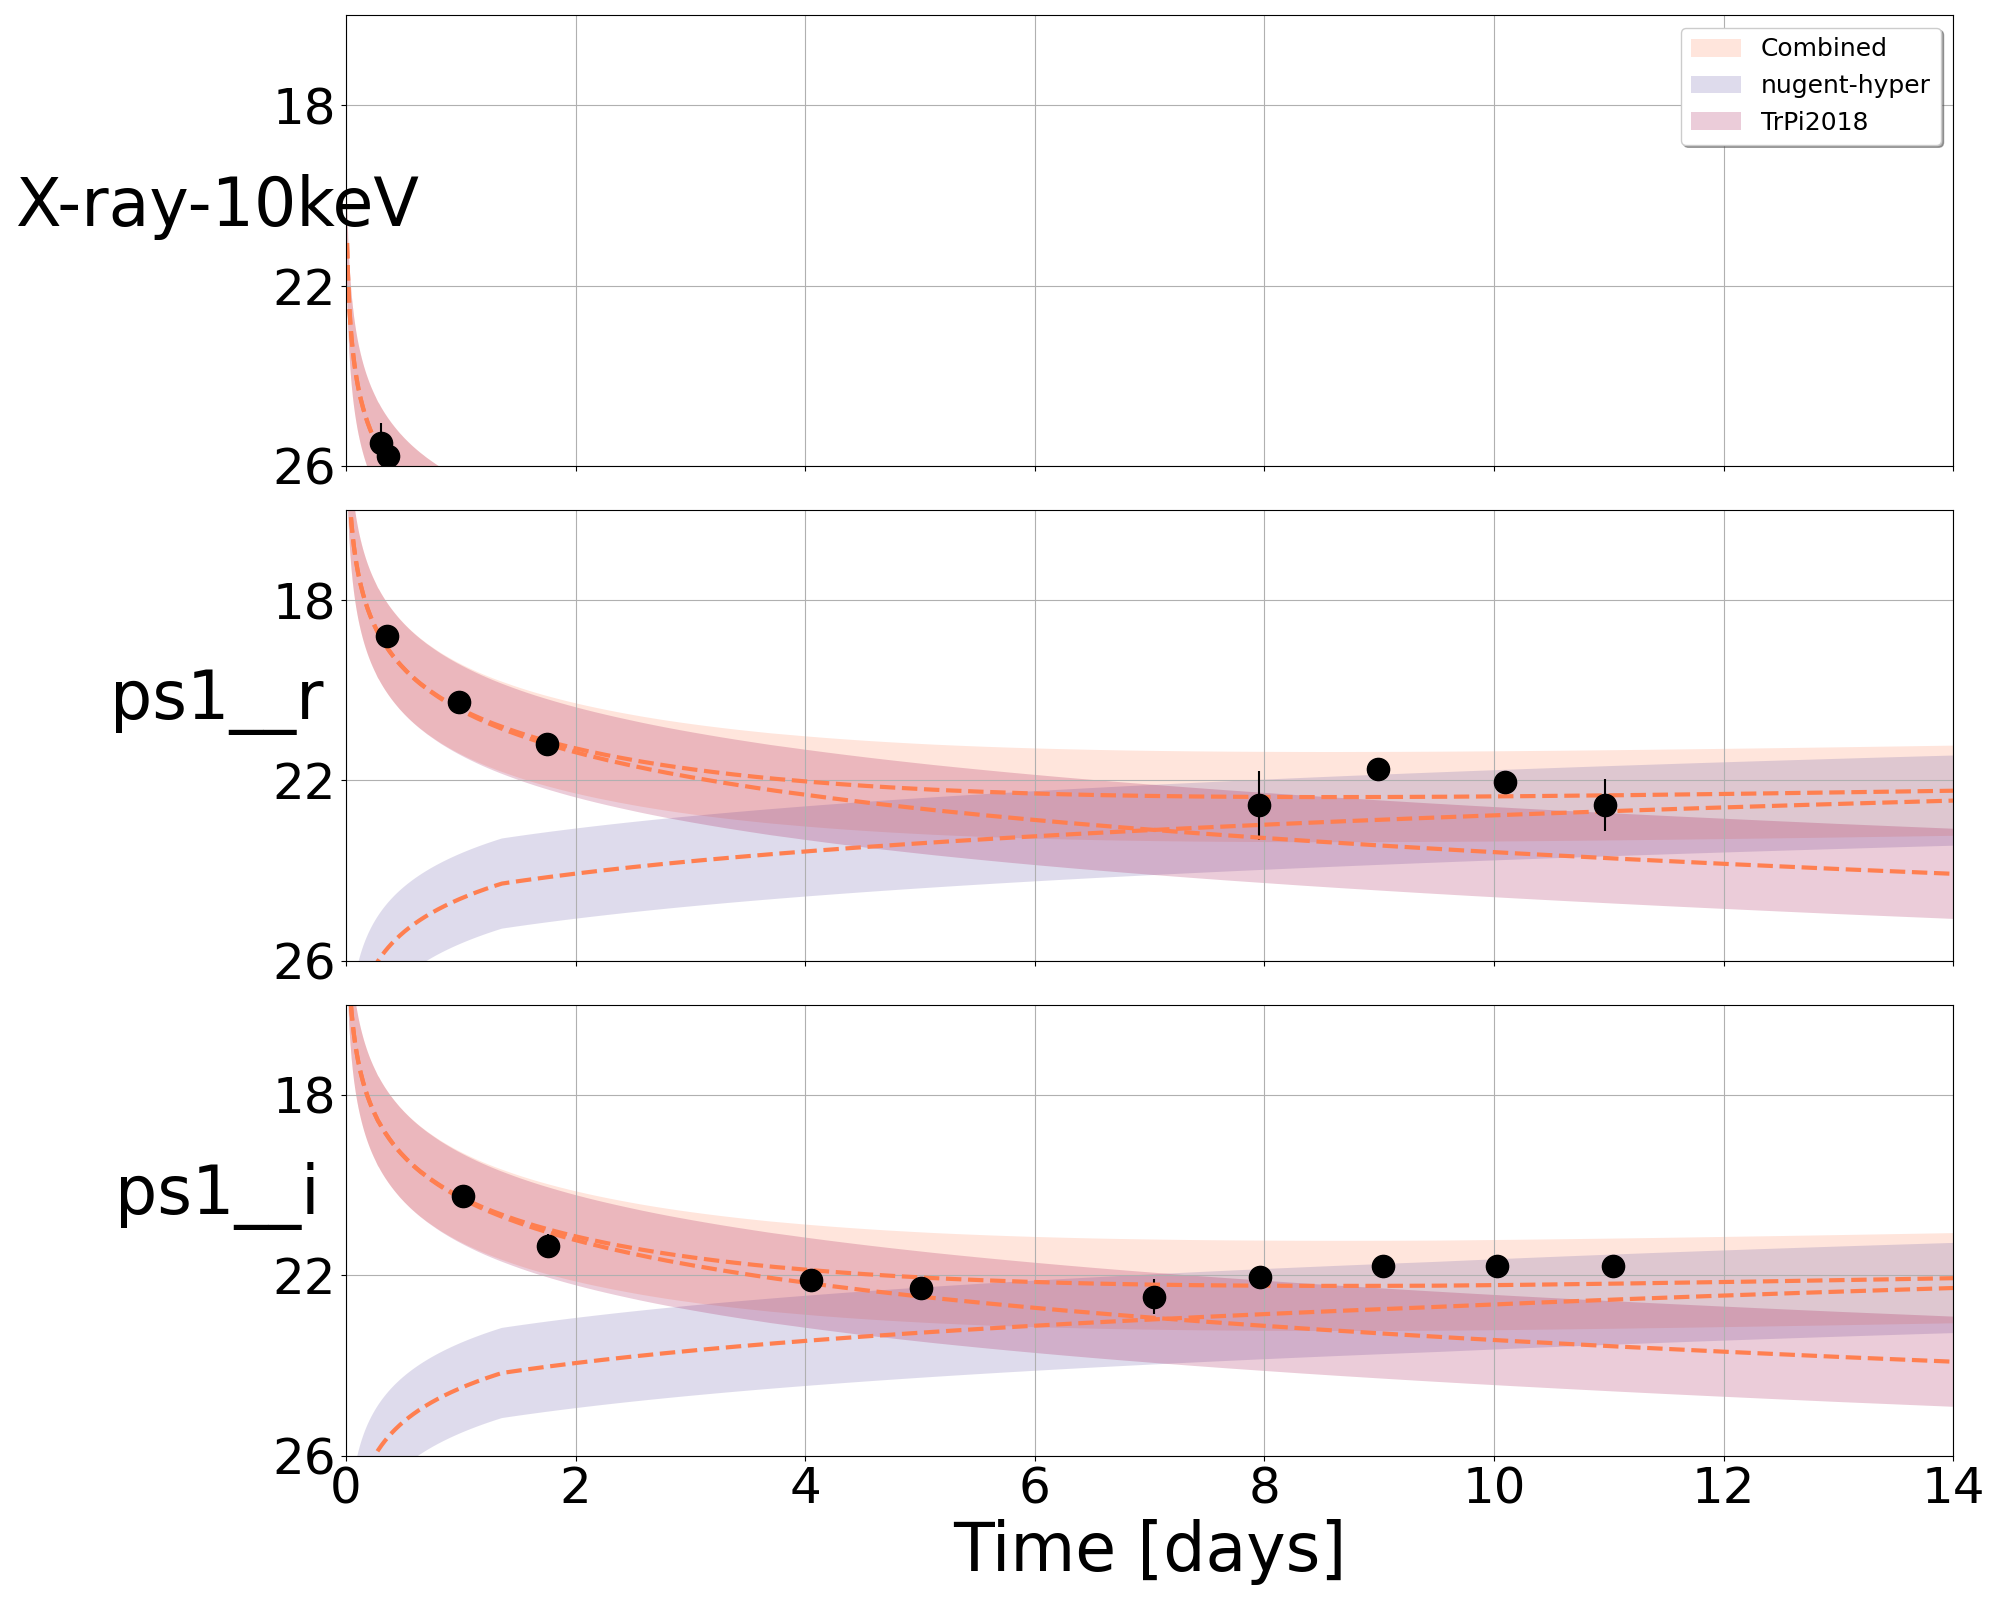 Combined
nugent-hyper
TrPi2018
18
X-ray-10keV
22
26
18
ps1__r
22
26
18
ps1__i
22
26
0 2 4 6 8 10 12 14
Time [days]